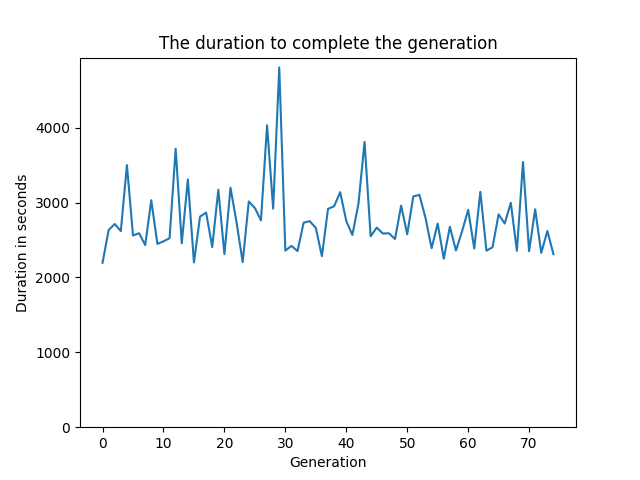 The duration to complete the generation
Duration in seconds
4000
3000
2000
1000
0
0 10 20 30 40 50 60 70
Generation